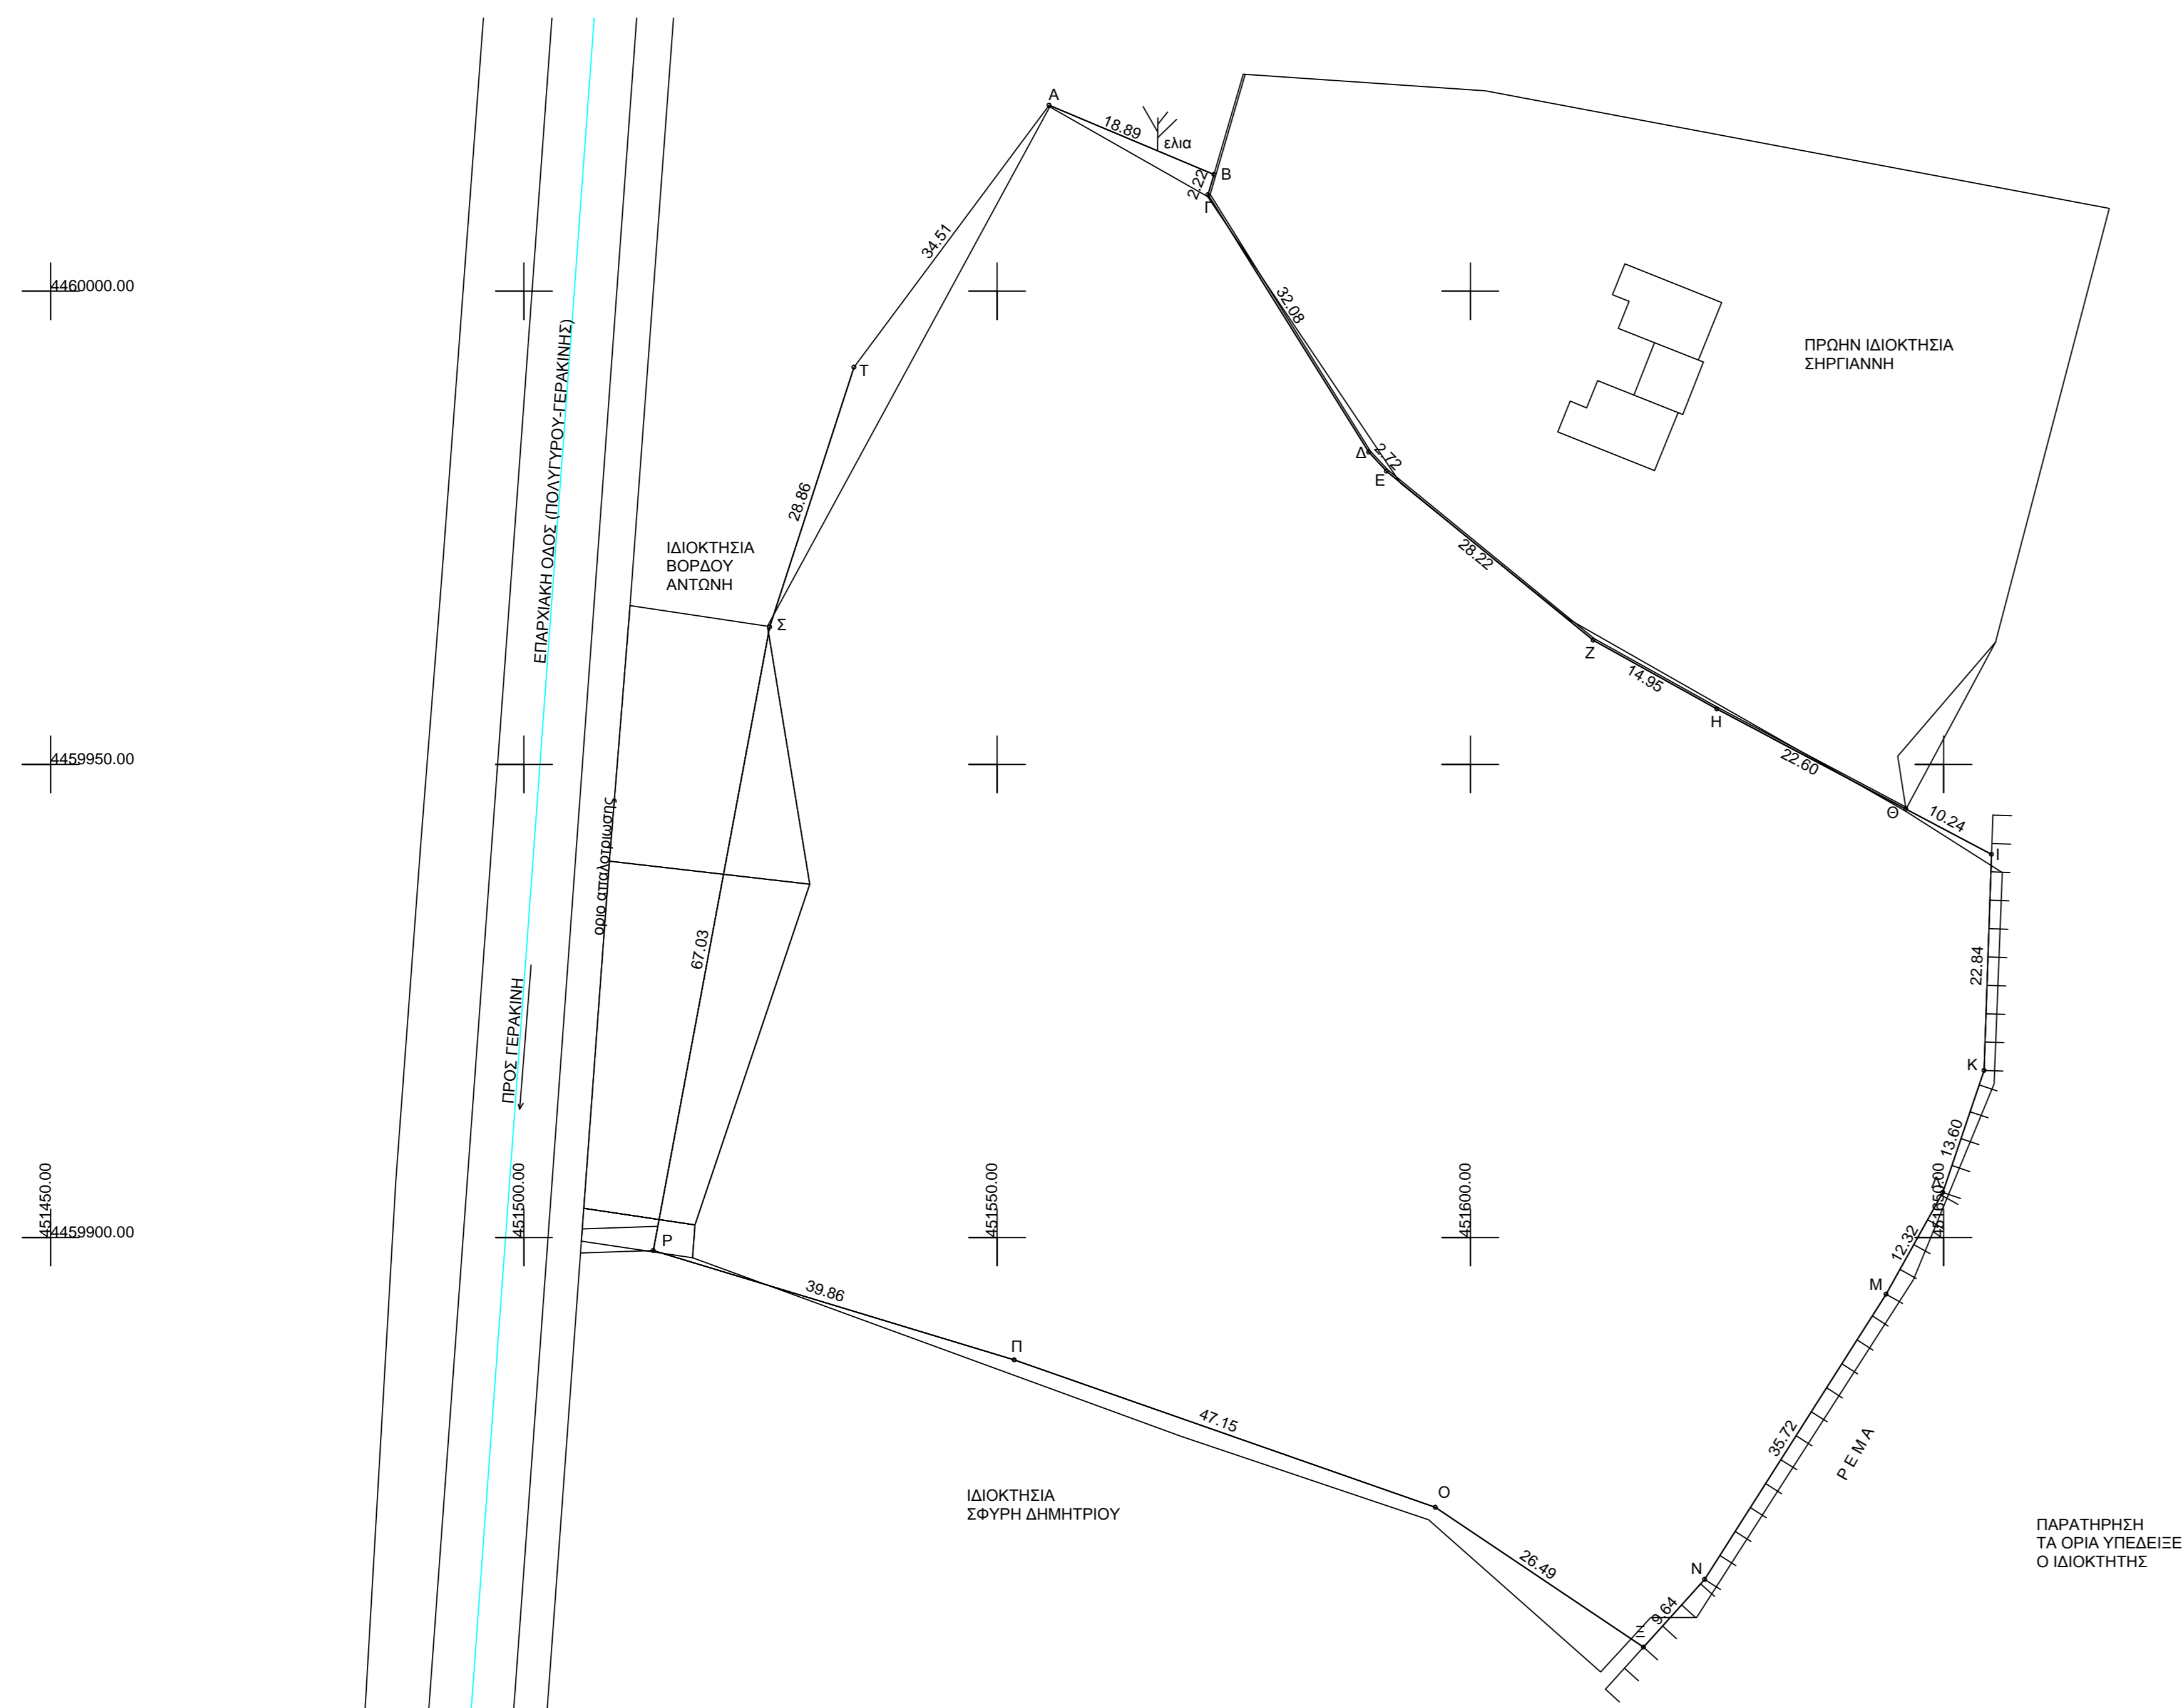 Α
18.89
ελια
Β
2.22
Γ
34.51
4460000.00
32.08
ΠΡΩΗΝ ΙΔΙΟΚΤΗΣΙΑ
ΣΗΡΓΙΑΝΝΗ
Τ
ΕΠΑΡΧΙΑΚΗ ΟΔΟΣ (ΠΟΛΥΓΥΡΟΥ-ΓΕΡΑΚΙΝΗΣ)
Δ
2.72
Ε
28.86
ΙΔΙΟΚΤΗΣΙΑ
ΒΟΡΔΟΥ
ΑΝΤΩΝΗ
28.22
Σ
Ζ
14.95
Η
4459950.00
22.60
Θ
10.24
Ι
οριο απαλοτριωσης
67.03
22.84
ΠΡΟΣ ΓΕΡΑΚΙΝΗ
Κ
13.60
Λ
451450.00
451500.00
451550.00
451600.00
451650.00
4459900.00
Ρ
12.32
Μ
39.86
Π
47.15
35.72
ΡΕΜΑ
Ο
ΙΔΙΟΚΤΗΣΙΑ
ΣΦΥΡΗ ΔΗΜΗΤΡΙΟΥ
26.49
Ν
9.64
Ξ
ΠΑΡΑΤΗΡΗΣΗ
ΤΑ ΟΡΙΑ ΥΠΕΔΕΙΞΕ
Ο ΙΔΙΟΚΤΗΤΗΣ